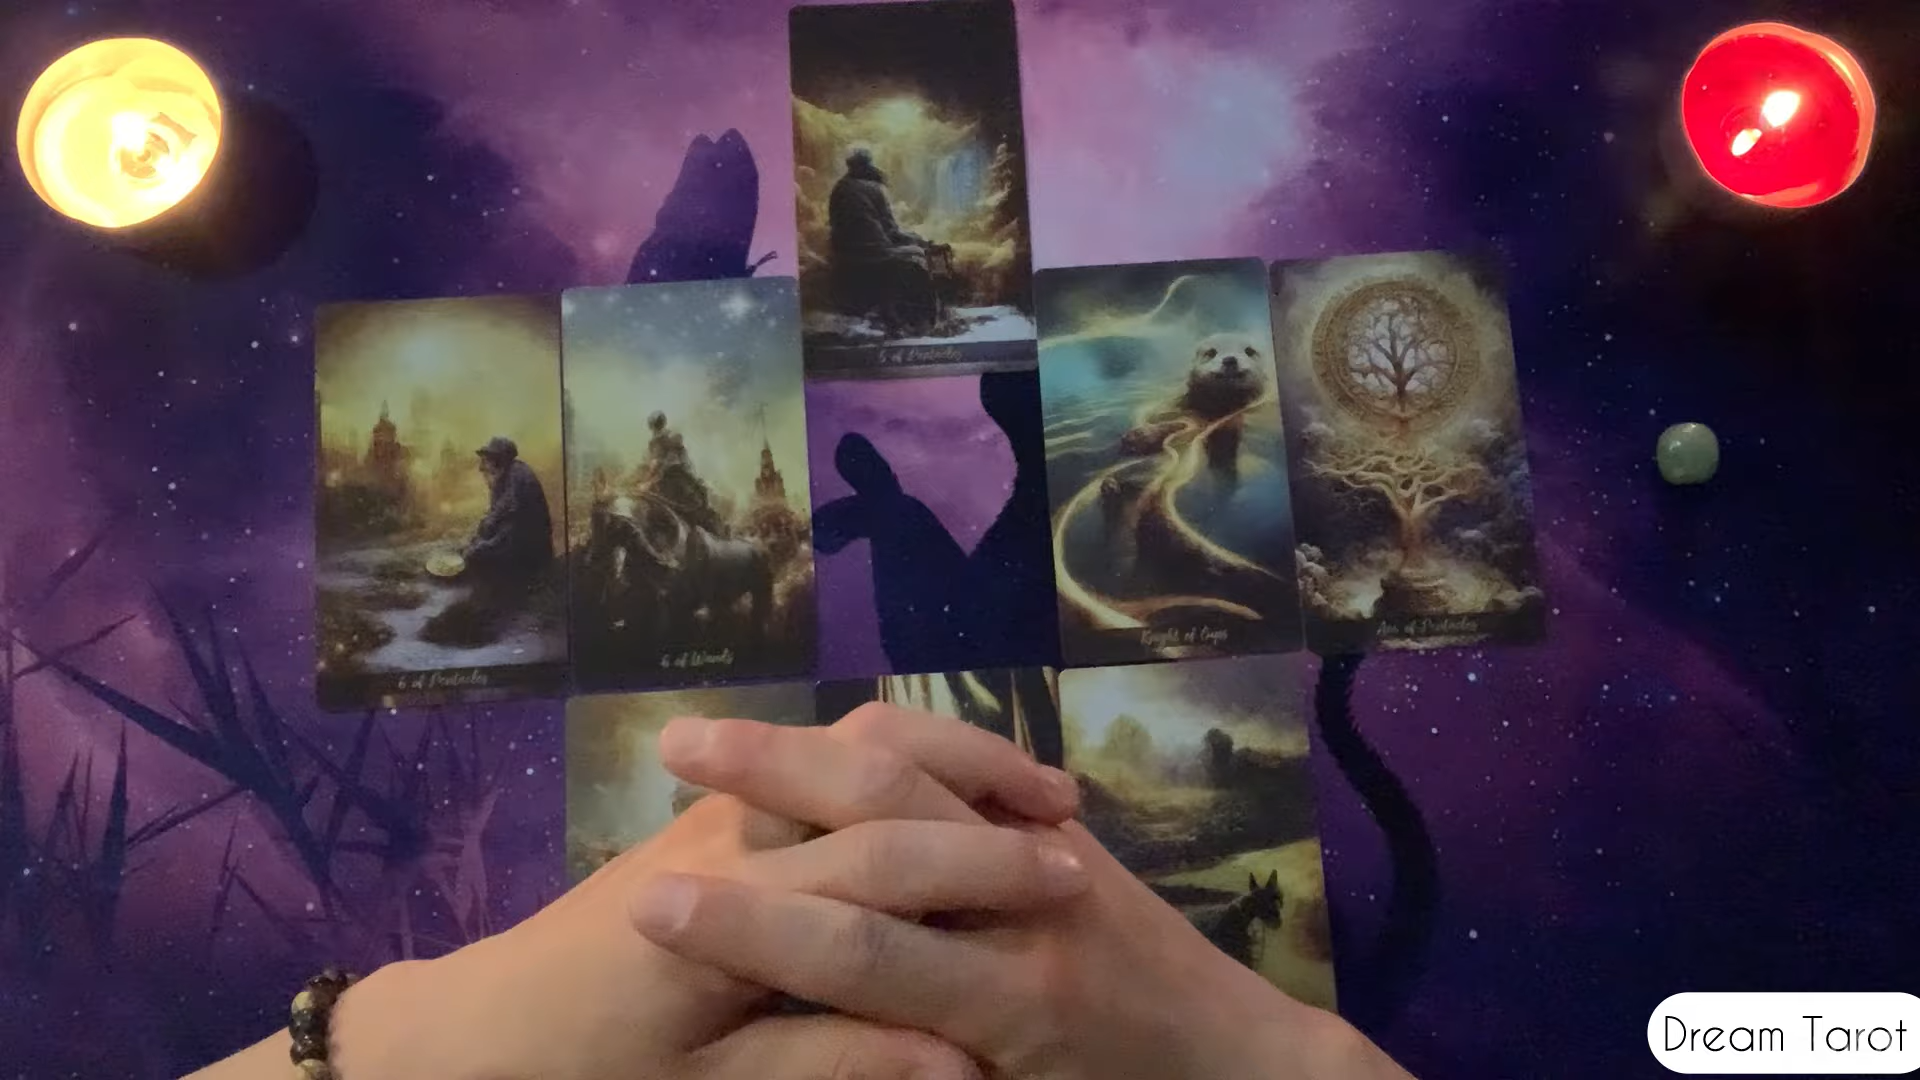 5 of Pentacles
6 of Pentacles
6 of Wands
Knight of Cups
Ace of Pentacles
Dream Tarot